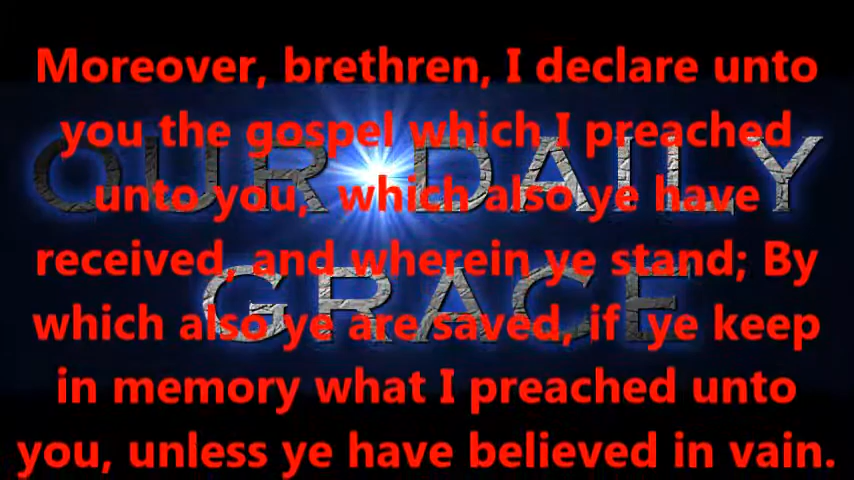 Moreover, brethren, I declare unto
you the gospel which I preached
OUR DAILY
unto you, which also ye have
received, and wherein ye stand; By
GRACE
which also ye are saved, if ye keep
in memory what I preached unto
you, unless ye have believed in vain.